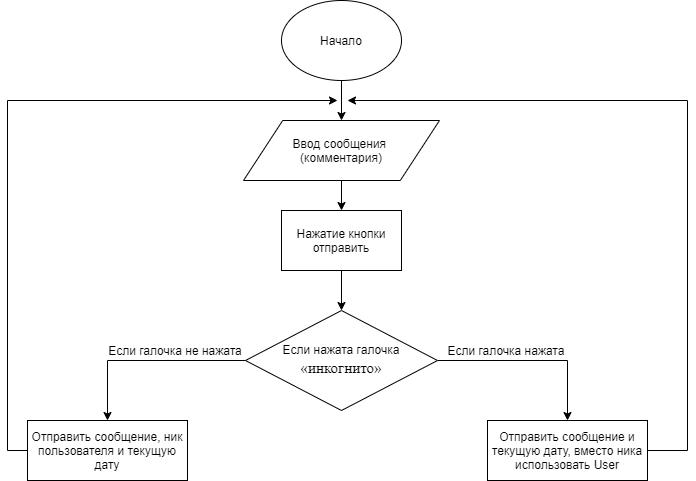 Начало
Ввод сообщения
(комментария)
Нажатие кнопки
отправить
Если нажата галочка
«инкогнито»
Если галочка не нажата
Если галочка нажата
Отправить сообщение, ник
пользователя и текущую
дату
Отправить сообщение и
текущую дату, вместо ника
использовать User